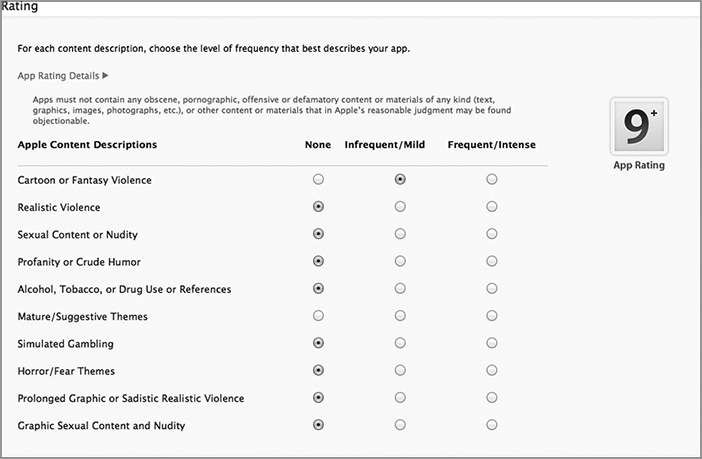 Rating
For each content description, choose the level of frequency that best describes your app.
App Rating Details ▶
Apps must not contain any obscene, pornographic, offensive or defamatory content or materials of any kind (text,
graphics, images, photographs, etc.), or other content or materials that in Apple's reasonable judgment may be found
objectionable.
Apple Content Descriptions None Infrequent/Mild Frequent/Intense
9+
App Rating
Cartoon or Fantasy Violence
Realistic Violence
Sexual Content or Nudity
Profanity or Crude Humor
Alcohol, Tobacco, or Drug Use or References
Mature/Suggestive Themes
Simulated Gambling
Horror/Fear Themes
Prolonged Graphic or Sadistic Realistic Violence
Graphic Sexual Content and Nudity